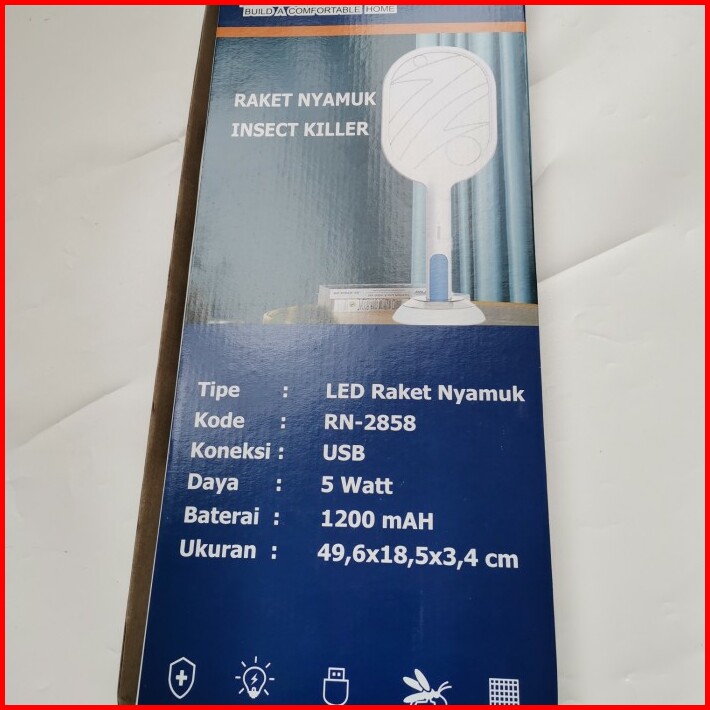 BUILD A COMFORTABLE HOME
RAKET NYAMUK
INSECT KILLER
Tipe : LED Raket Nyamuk
Kode : RN-2858
Koneksi : USB
Daya : 5 Watt
Baterai : 1200 mAH
Ukuran : 49,6x18,5x3,4 cm